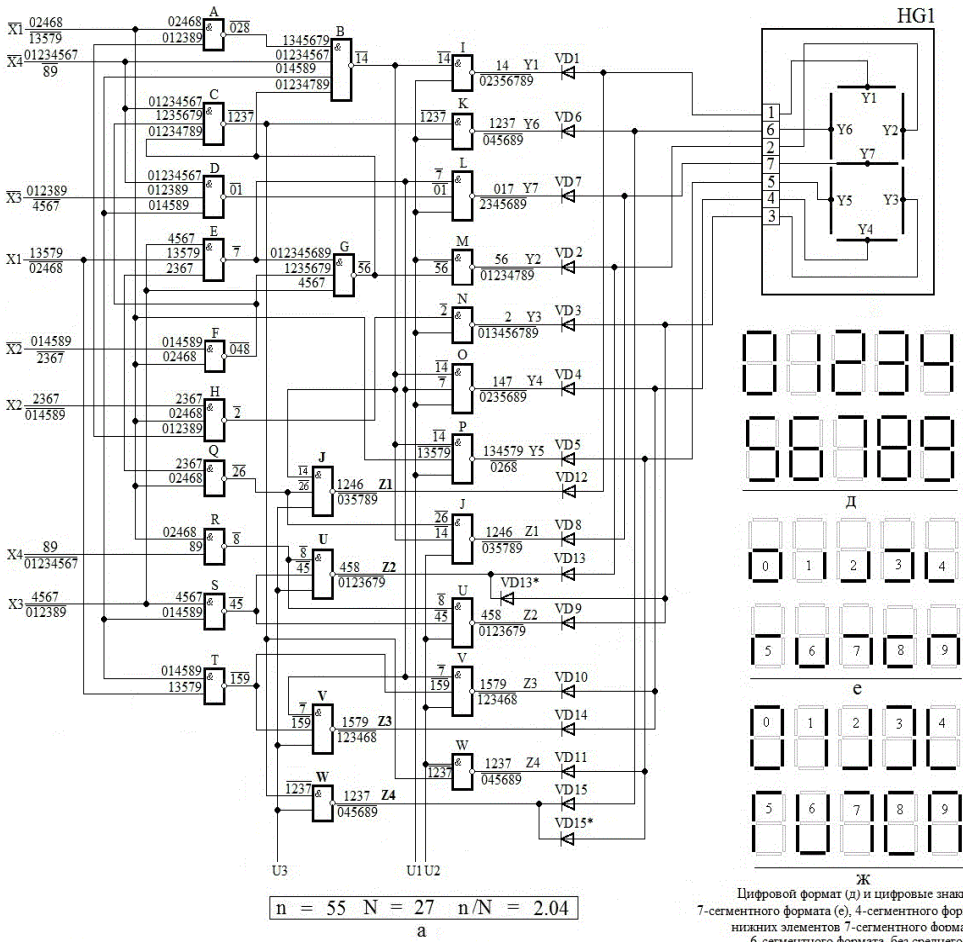 HG1
A
X1 02468 02468 028
13579 012389
B
1345679
X4 01234567 01234567 14
89 014589
01234789
I
14 14 Y1 VD1
02356789
Y1
C
01234567
1235679 1237
01234789
K
1237 1237 Y6 VD6
045689
1
6
2
7
5
4
3
Y6 Y2
Y7
Y5 Y3
Y4
D
01234567
X3 012389 012389 01
4567 014589
L
7
01 017 Y7 VD7
2345689
E
4567
X1 13579 13579 7
02468 2367
G
012345689
1235679 56
4567
M
56 56 Y2 VD2
01234789
N
2 2 Y3 VD3
013456789
F
X2 014589 014589 048
2367 02468
O
14
7 147 Y4 VD4
0235689
H
X2 2367 2367
014589 02468 2
012389
P
14
13579 134579 Y5 VD5
0268
Q
2367 26
02468
J
14
26 1246 Z1 VD12
035789
д
J
26
14 1246 Z1 VD8
035789
R
02468 8
X4 89 89
01234567
U
8
45 458 Z2 VD13
0123679
VD13*
0 1 2 3 4
S
X3 4567 4567 45
012389 014589
U
8
45 458 Z2 VD9
0123679
5 6 7 8 9
е
T
014589 159
13579
V
7
159 1579 Z3 VD10
123468
V
7
159 1579 Z3 VD14
123468
0 1 2 3 4
W
1237 1237 Z4 VD11
045689
W
1237 1237 Z4 VD15
045689
VD15*
5 6 7 8 9
U3 U1 U2
ж
n = 55 N = 27 n/N = 2.04
а
Цифровой формат (д) и цифровые знак
7-сегментного формата (е), 4-сегментного фор
нижних элементов 7-сегментного форма
6-сегментного формата, без среднего